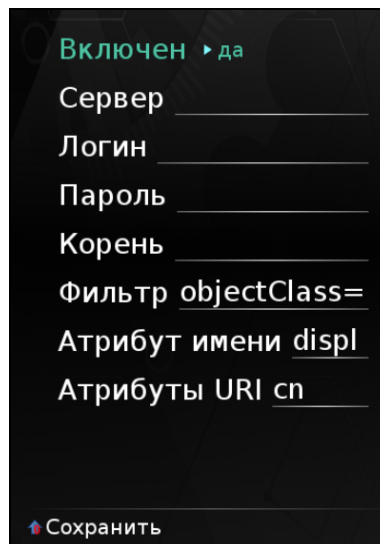 Включен да
Сервер
Логин
Пароль
Корень
Фильтр objectClass=
Атрибут имени displ
Атрибуты URI cn
Сохранить